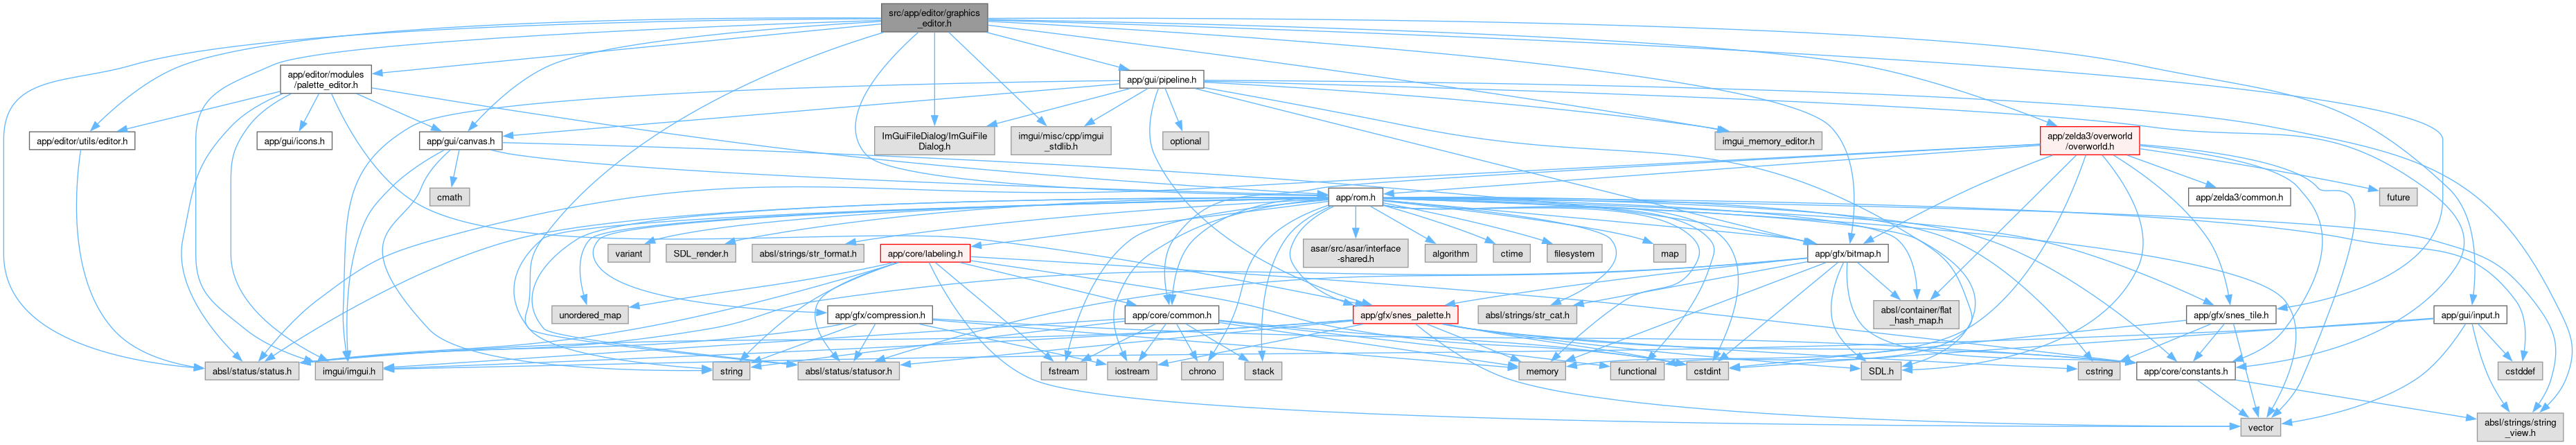 src/app/editor/graphics
_editor.h
app/editor/modules
/palette_editor.h
app/gui/pipeline.h
app/editor/utils/editor.h
app/gui/icons.h
app/gui/canvas.h
ImGuiFileDialog/ImGuiFile
Dialog.h
imgui/misc/cpp/imgui
_stdlib.h
optional
imgui_memory_editor.h
app/zelda3/overworld
/overworld.h
cmath
app/rom.h
app/zelda3/common.h
future
variant
SDL_render.h
absl/strings/str_format.h
app/core/labeling.h
asar/src/asar/interface
-shared.h
algorithm
ctime
filesystem
map
app/gfx/bitmap.h
unordered_map
app/gfx/compression.h
app/core/common.h
absl/strings/str_cat.h
app/gfx/snes_palette.h
absl/container/flat
_hash_map.h
app/gfx/snes_tile.h
app/gui/input.h
absl/status/status.h
imgui/imgui.h
string
absl/status/statusor.h
fstream
iostream
chrono
stack
memory
functional
cstdint
SDL.h
cstring
app/core/constants.h
cstddef
vector
absl/strings/string
_view.h